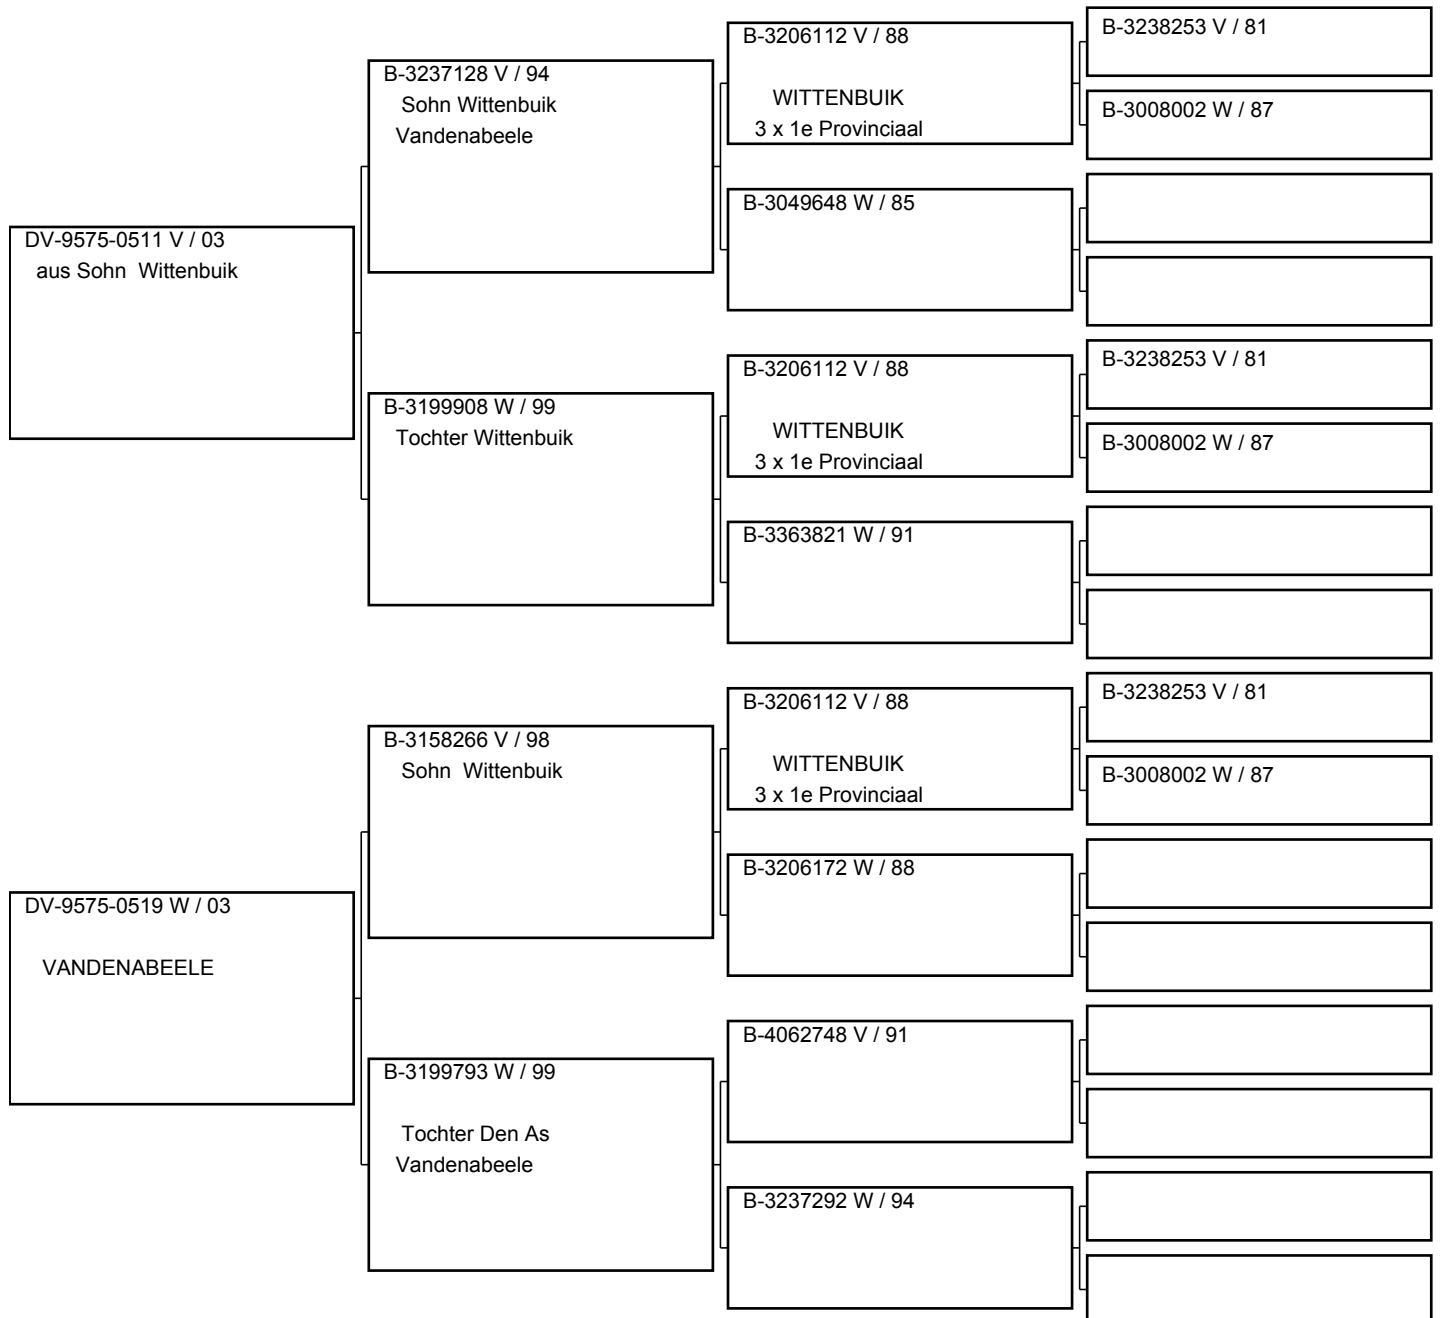 DV-9575-0511 V / 03
aus Sohn Wittenbuik
B-3237128 V / 94
Sohn Wittenbuik
Vandenabeele
B-3206112 V / 88
WITTENBUIK
3 x 1e Provinciaal
B-3238253 V / 81
B-3008002 W / 87
B-3049648 W / 85
B-3199908 W / 99
Tochter Wittenbuik
B-3206112 V / 88
WITTENBUIK
3 x 1e Provinciaal
B-3238253 V / 81
B-3008002 W / 87
B-3363821 W / 91
DV-9575-0519 W / 03
VANDENABEELE
B-3158266 V / 98
Sohn Wittenbuik
B-3206112 V / 88
WITTENBUIK
3 x 1e Provinciaal
B-3238253 V / 81
B-3008002 W / 87
B-3206172 W / 88
B-3199793 W / 99
Tochter Den As
Vandenabeele
B-4062748 V / 91
B-3237292 W / 94